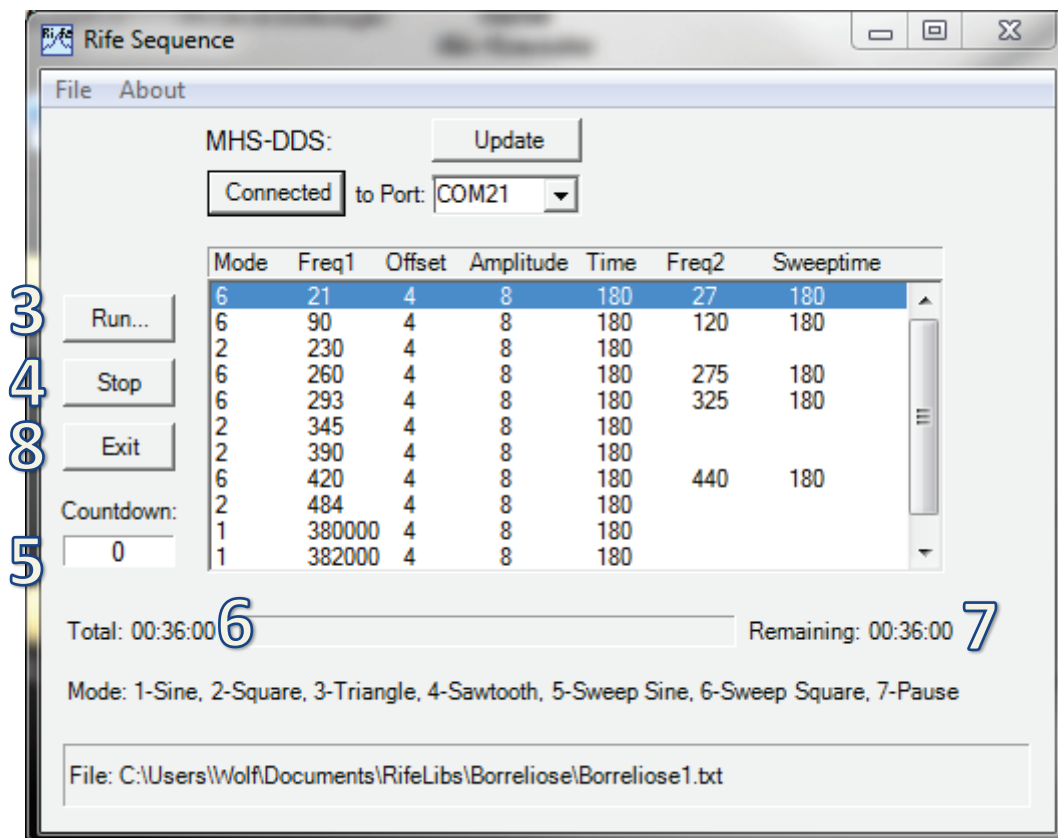 Rife Sequence
File About
MHS-DDS: Update
Connected to Port: COM21
Mode Freq1 Offset Amplitude Time Freq2 Sweeptime
6 21 4 8 180 27 180
3 Run... 6 90 4 8 180 120 180
2 230 4 8 180
4 Stop 6 260 4 8 180 275 180
6 293 4 8 180 325 180
8 Exit 2 345 4 8 180
2 390 4 8 180
6 420 4 8 180 440 180
Countdown: 2 484 4 8 180
1 380000 4 8 180
5 0 1 382000 4 8 180
Total: 00:36:00 6 Remaining: 00:36:00 7
Mode: 1-Sine, 2-Square, 3-Triangle, 4-Sawtooth, 5-Sweep Sine, 6-Sweep Square, 7-Pause
File: C:\Users\Wolf\Documents\RifeLibs\Borreliose\Borreliose1.txt